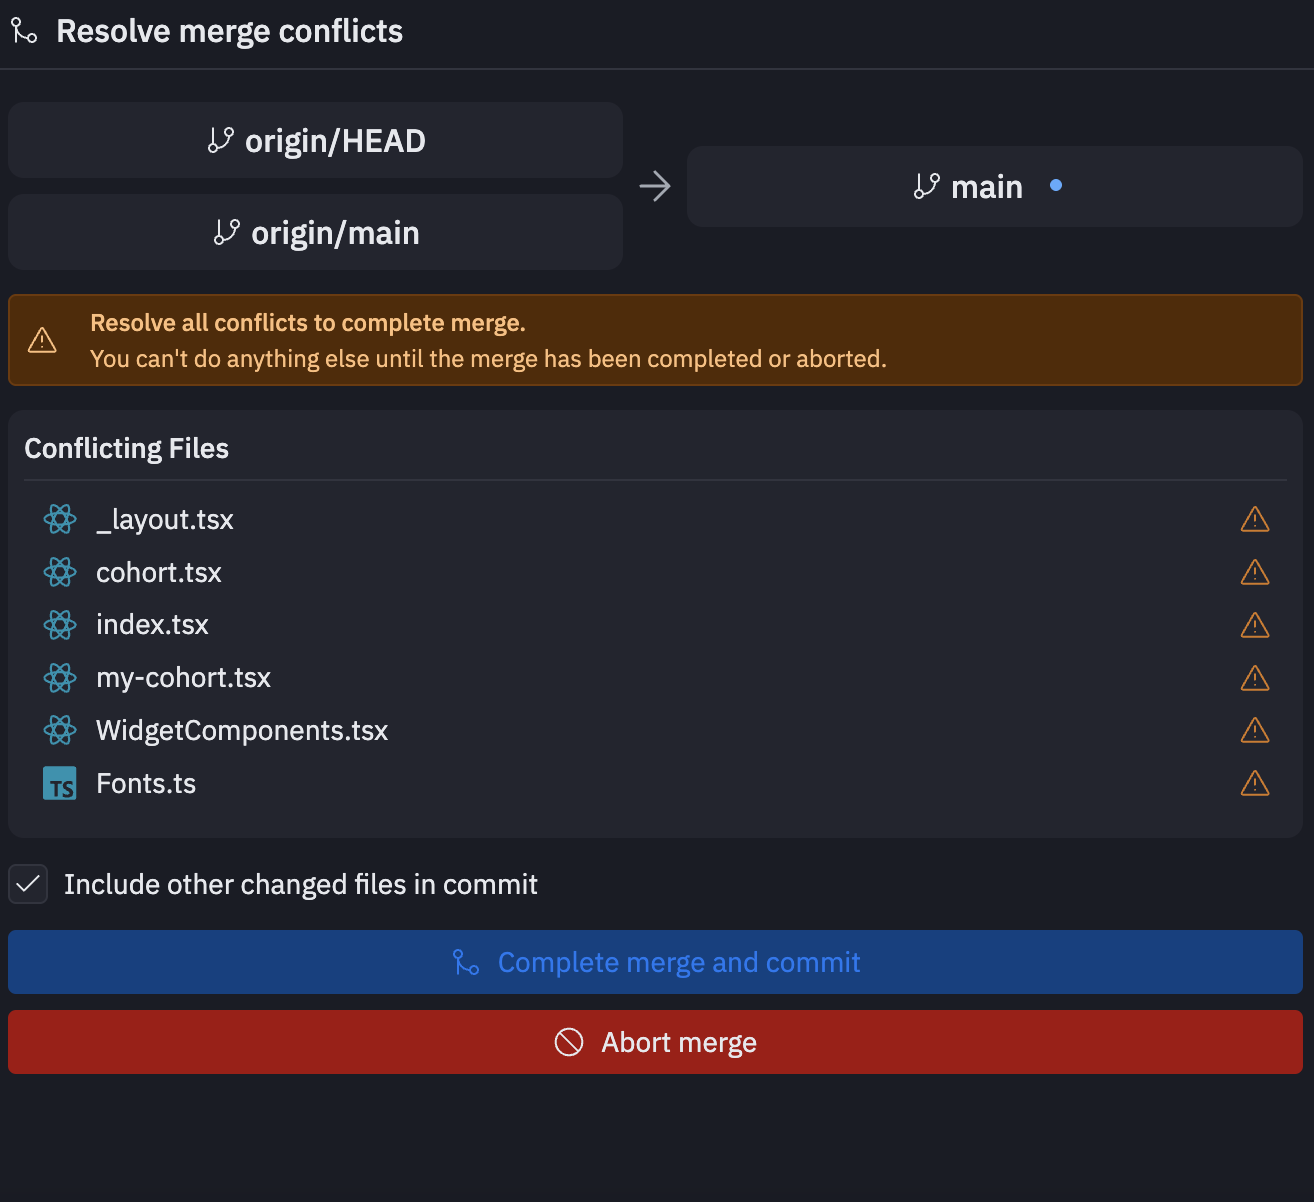 Resolve merge conflicts
origin/HEAD
origin/main
main
Resolve all conflicts to complete merge.
You can't do anything else until the merge has been completed or aborted.
Conflicting Files
_layout.tsx
cohort.tsx
index.tsx
my-cohort.tsx
WidgetComponents.tsx
TS Fonts.ts
Include other changed files in commit
Complete merge and commit
Abort merge